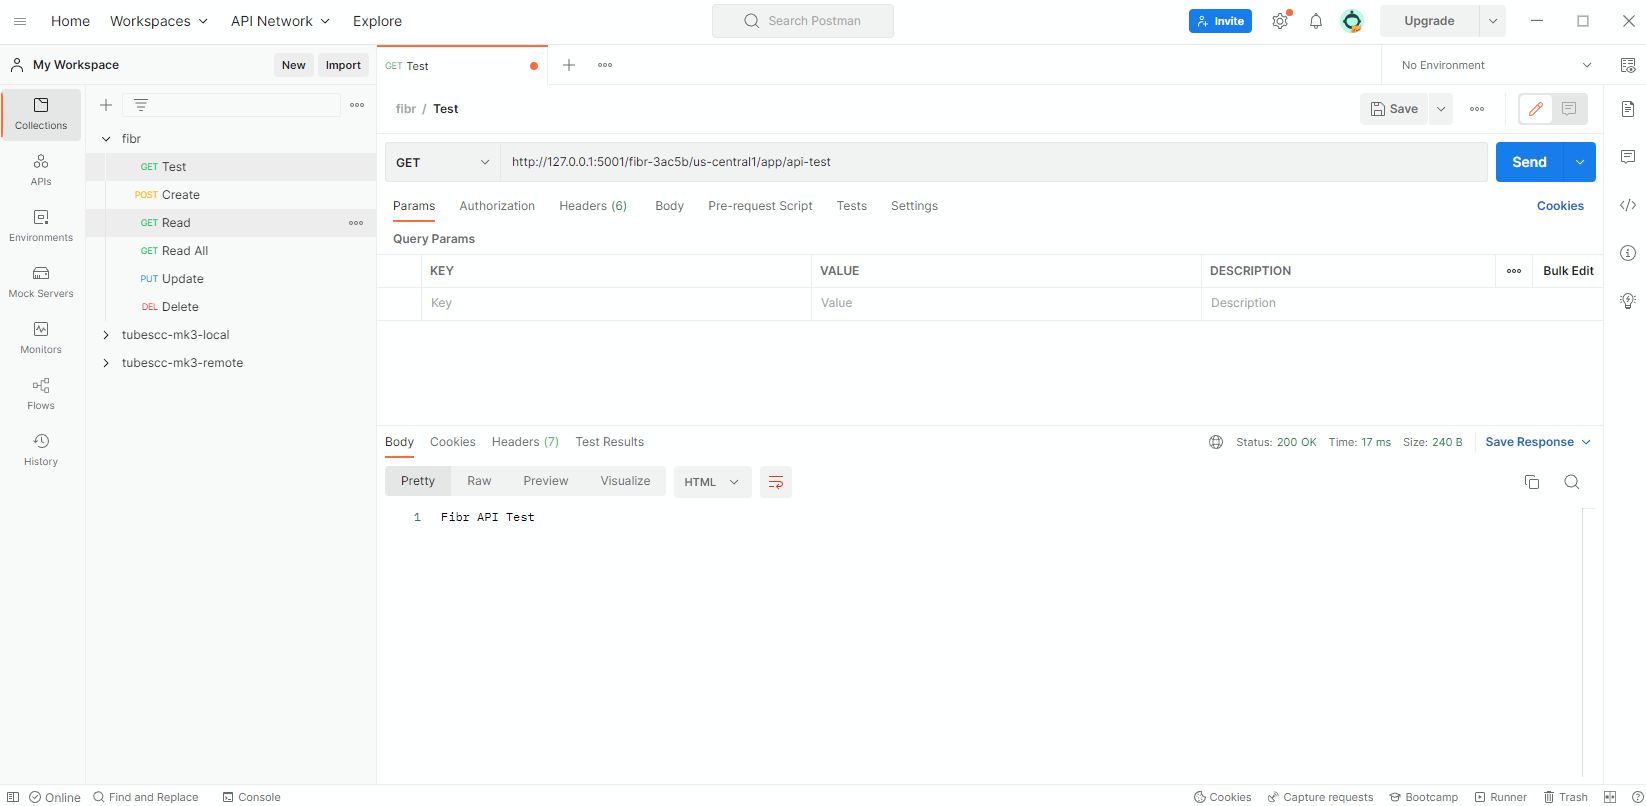 Home Workspaces API Network Explore Search Postman Invite Upgrade
My Workspace New Import GET Test No Environment
Collections
APIs
Environments
Mock Servers
Monitors
Flows
History
fibr
GET Test
POST Create
GET Read
GET Read All
PUT Update
DEL Delete
tubescc-mk3-local
tubescc-mk3-remote
fibr / Test Save
GET http://127.0.0.1:5001/fibr-3ac5b/us-central1/app/api-test Send
Params Authorization Headers (6) Body Pre-request Script Tests Settings Cookies
Query Params
KEY VALUE DESCRIPTION Bulk Edit
Key Value Description
Body Cookies Headers (7) Test Results Status: 200 OK Time: 17 ms Size: 240 B Save Response
Pretty Raw Preview Visualize HTML
1 Fibr API Test
Online Find and Replace Console Cookies Capture requests Bootcamp Runner Trash